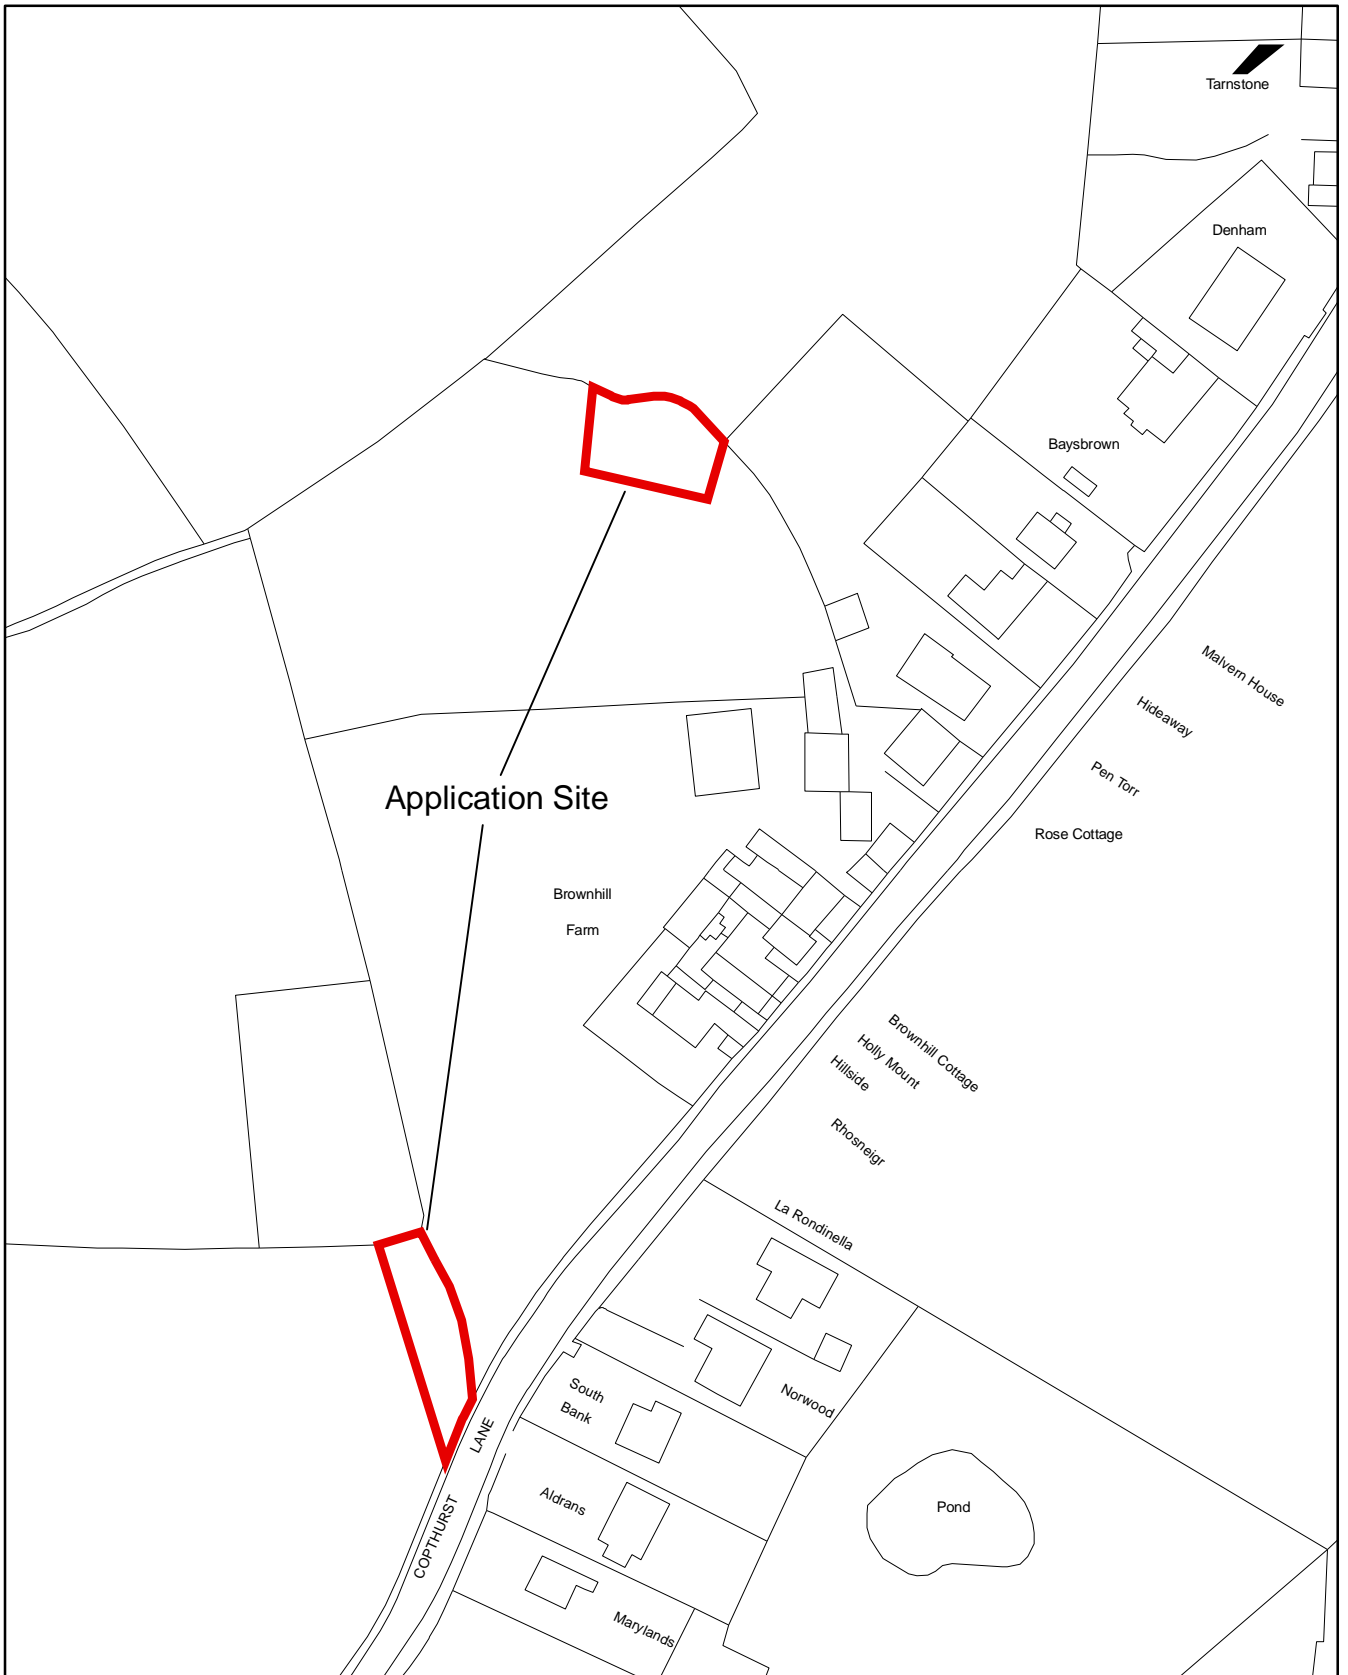 Tarnstone
Denham
Baysbrown
Malvern House
Hideaway
Pen Torr
Application Site
Rose Cottage
Brownhill
Farm
Brownhill Cottage
Holly Mount
Hillside
Rhosneigr
La Rondinella
South
Bank
Norwood
COPTHURST LANE
Aldrans
Pond
Marylands